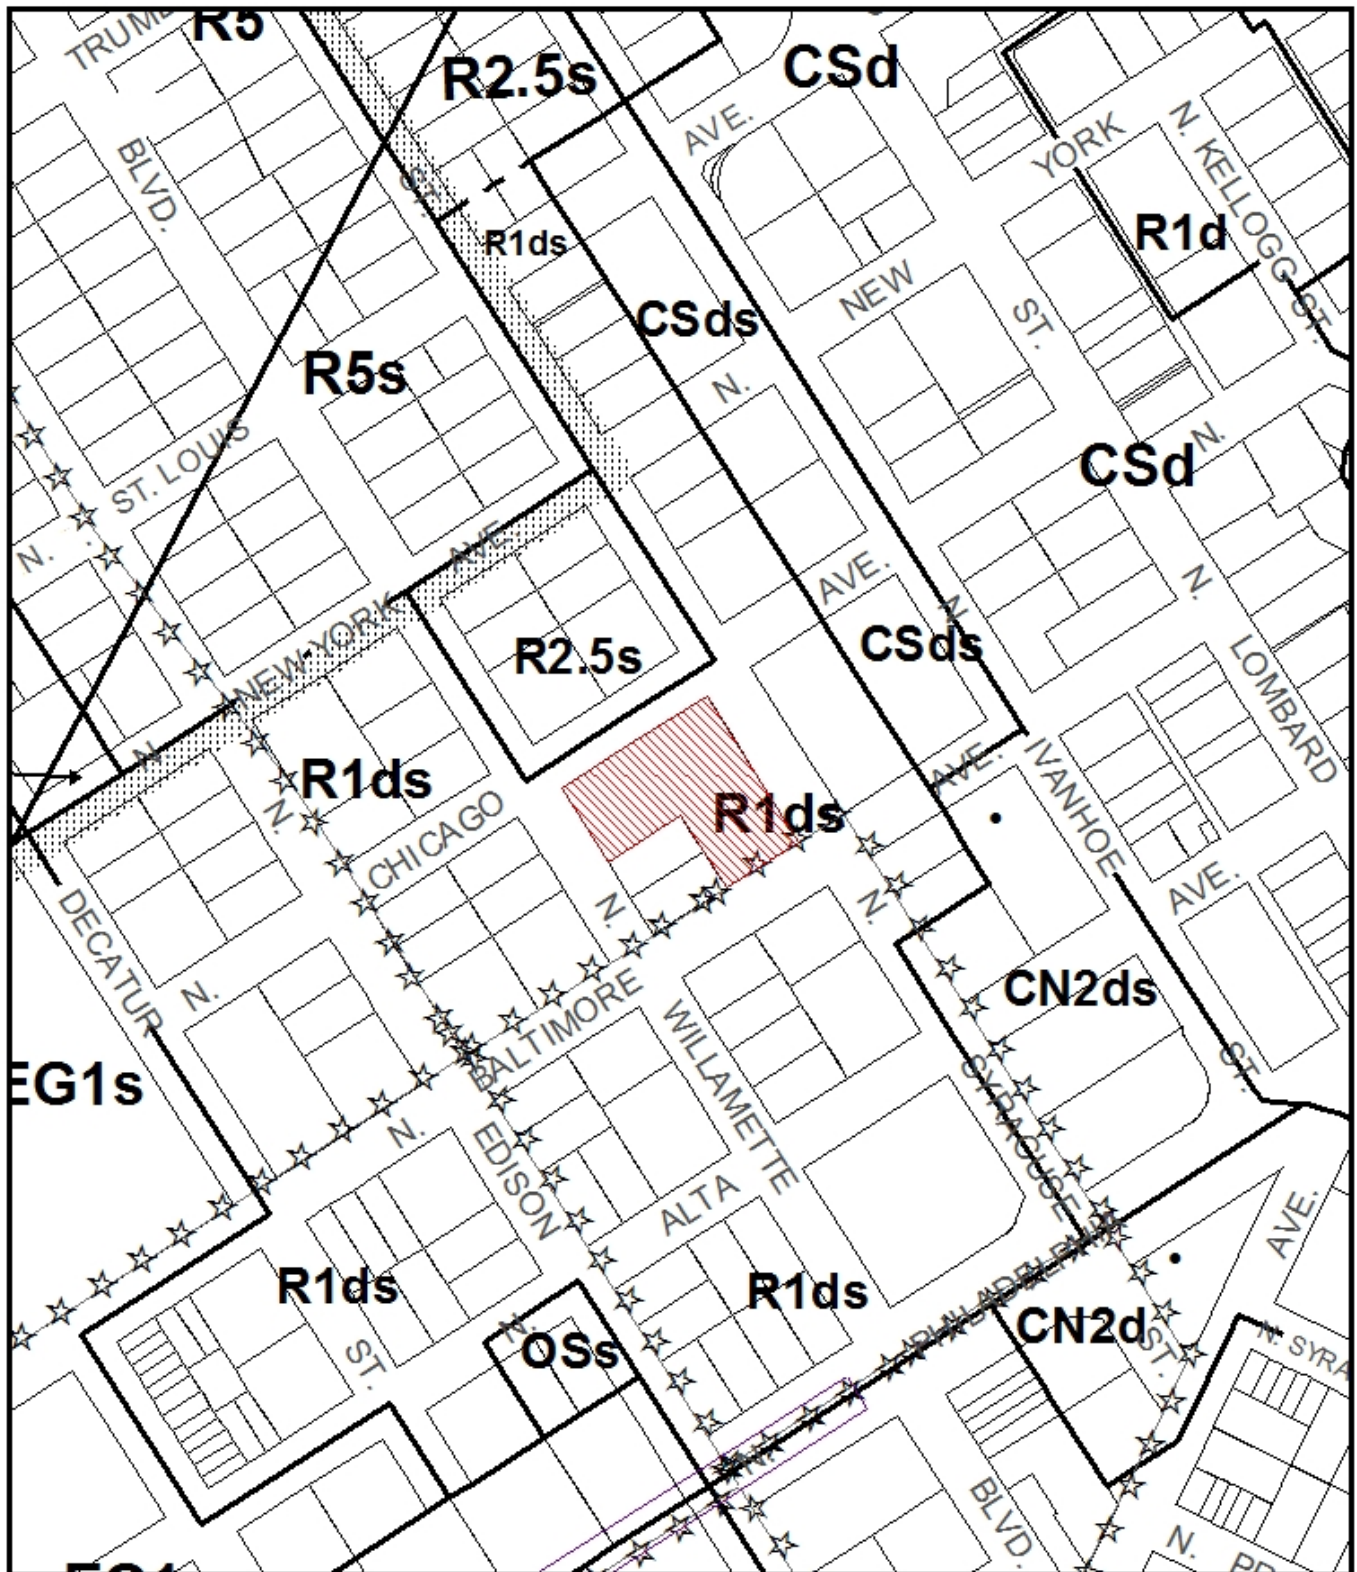 R5
TRUMB
R2.5s
CSd
BLVD.
ST.
AVE.
YORK
N. KELLOGG ST.
R1d
R1ds
NEW
CSds
ST.
R5s
N.
ST. LOUIS
N.
CSd
N.
AVE.
AVE.
N.
N.
NEW YORK
R2.5s
CSds
LOMBARD
N.
R1ds
N.
CHICAGO
R1ds
AVE.
IVANHOE
AVE.
DECATUR
N.
N.
N.
BALTIMORE
WILLAMETTE
CN2ds
ST.
EG1s
N.
EDISON
ALTA
SYRACUSE
AVE.
R1ds
R1ds
PHILADELPHIA
CN2d
N.
OSs
ST.
ST.
N. SYRA
N.
BLVD.
N.